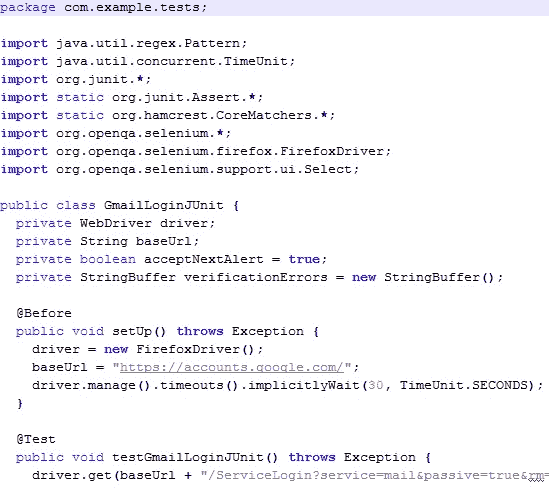 package com.example.tests;
import java.util.regex.Pattern;
import java.util.concurrent.TimeUnit;
import org.junit.*;
import static org.junit.Assert.*;
import static org.hamcrest.CoreMatchers.*;
import org.openqa.selenium.*;
import org.openqa.selenium.firefox.FirefoxDriver;
import org.openqa.selenium.support.ui.Select;
public class GmailLoginJUnit {
  private WebDriver driver;
  private String baseUrl;
  private boolean acceptNextAlert = true;
  private StringBuffer verificationErrors = new StringBuffer();
  @Before
  public void setUp() throws Exception {
    driver = new FirefoxDriver();
    baseUrl = "https://accounts.google.com/";
    driver.manage().timeouts().implicitlyWait(30, TimeUnit.SECONDS);
  }
  @Test
  public void testGmailLoginJUnit() throws Exception {
    driver.get(baseUrl + "/ServiceLogin?service=mail&passive=true&rm=